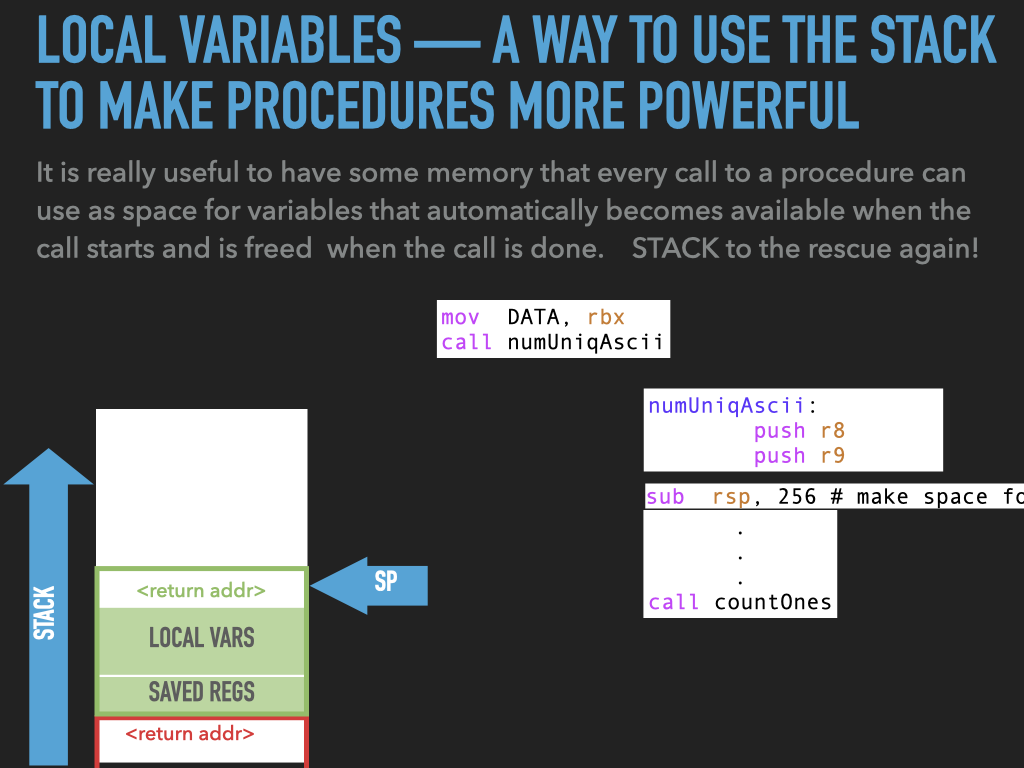 LOCAL VARIABLES — A WAY TO USE THE STACK
TO MAKE PROCEDURES MORE POWERFUL
It is really useful to have some memory that every call to a procedure can
use as space for variables that automatically becomes available when the
call starts and is freed  when the call is done.    STACK to the rescue again!
mov  DATA, rbx
call numUniqAscii
numUniqAscii:
push r8
push r9
sub  rsp, 256 # make space fo
.
.
.
call countOnes
SP
<return addr>
LOCAL VARS
SAVED REGS
<return addr>
STACK